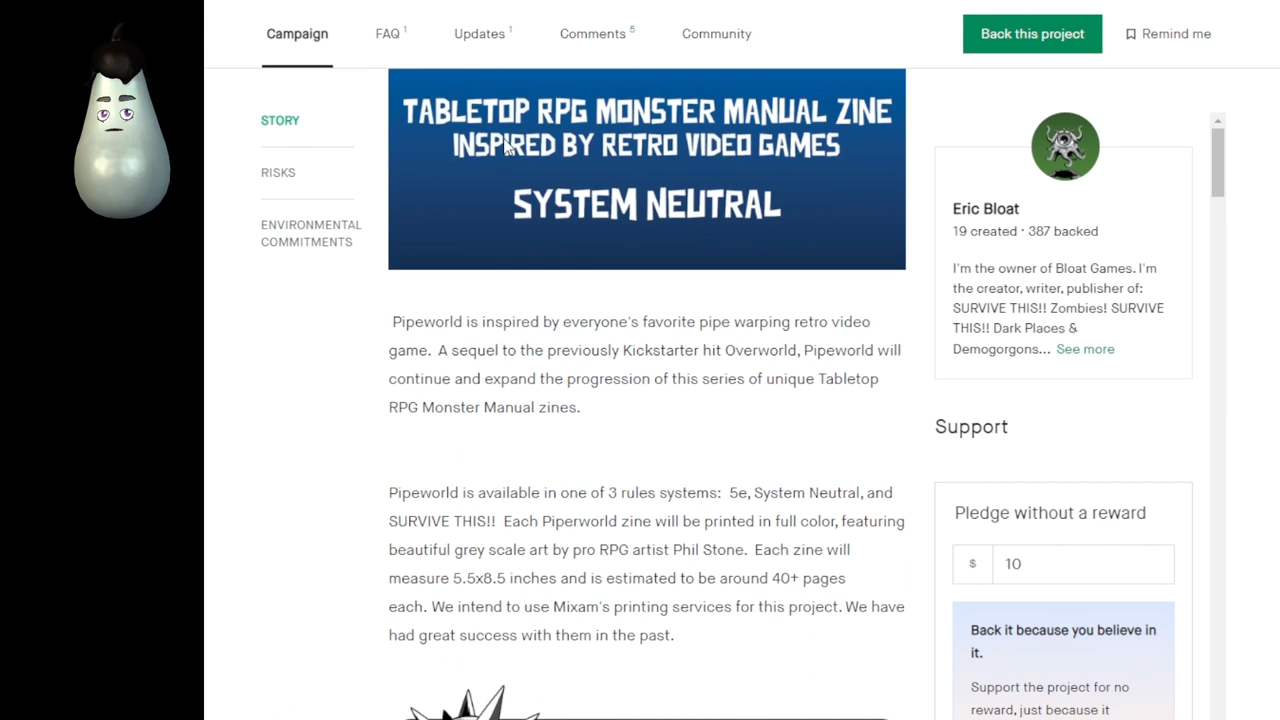 Campaign
FAQ 1
Updates 1
Comments 5
Community
Back this project
Remind me
STORY
RISKS
ENVIRONMENTAL
COMMITMENTS
TABLETOP RPG MONSTER MANUAL ZINE
INSPIRED BY RETRO VIDEO GAMES
SYSTEM NEUTRAL
Pipeworld is inspired by everyone's favorite pipe warping retro video
game. A sequel to the previously Kickstarter hit Overworld, Pipeworld will
continue and expand the progression of this series of unique Tabletop
RPG Monster Manual zines.
Pipeworld is available in one of 3 rules systems: 5e, System Neutral, and
SURVIVE THIS!! Each Piperworld zine will be printed in full color, featuring
beautiful grey scale art by pro RPG artist Phil Stone. Each zine will
measure 5.5x8.5 inches and is estimated to be around 40+ pages
each. We intend to use Mixam's printing services for this project. We have
had great success with them in the past.
Eric Bloat
19 created · 387 backed
I'm the owner of Bloat Games. I'm
the creator, writer, publisher of:
SURVIVE THIS!! Zombies! SURVIVE
THIS!! Dark Places &
Demogorgons... See more
Support
Pledge without a reward
$ 10
Back it because you believe in
it.
Support the project for no
reward, just because it